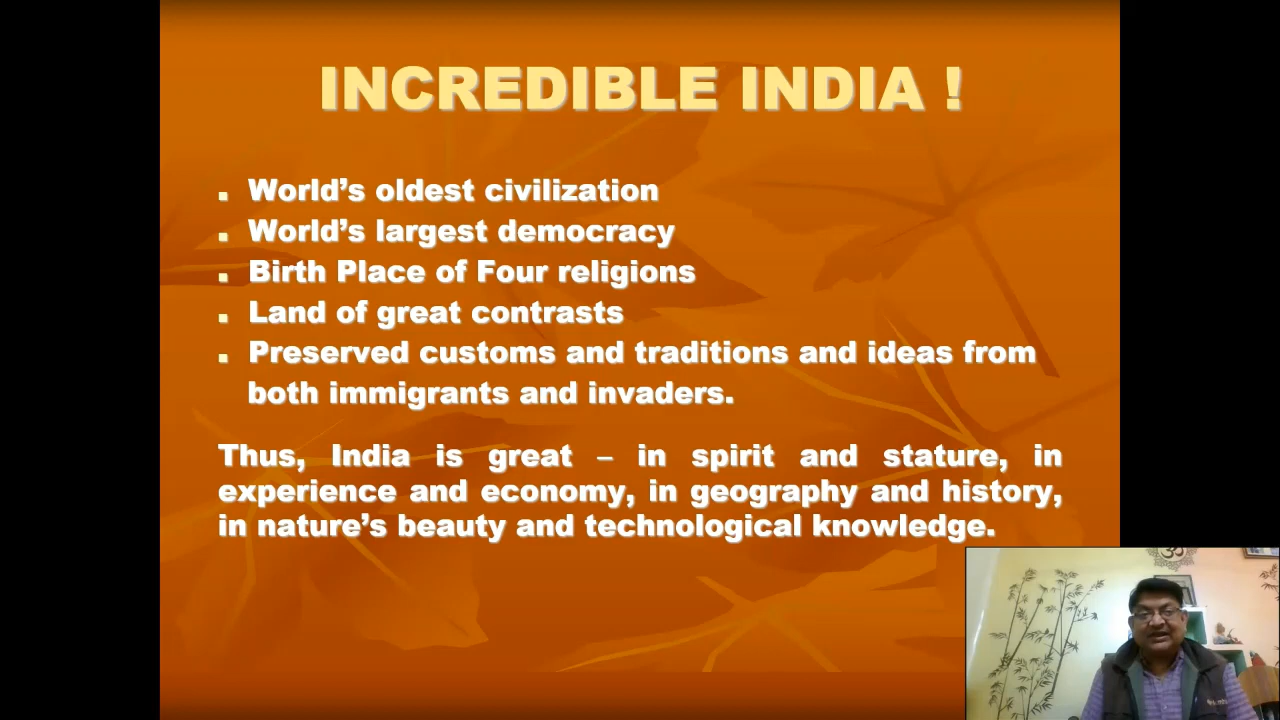 INCREDIBLE INDIA !
▪ World’s oldest civilization
▪ World’s largest democracy
▪ Birth Place of Four religions
▪ Land of great contrasts
▪ Preserved customs and traditions and ideas from
both immigrants and invaders.
Thus, India is great – in spirit and stature, in
experience and economy, in geography and history,
in nature’s beauty and technological knowledge.
ॐ